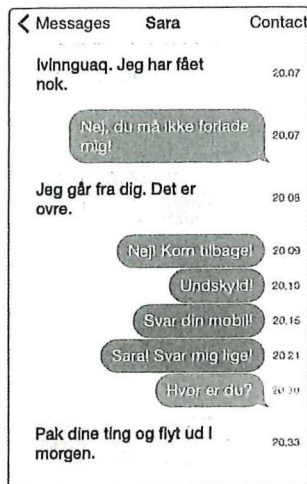 Messages Sara Contact
Ivinnguaq. Jeg har fået
nok.
20.07
Nej, du må ikke forlade
mig!
20.07
Jeg går fra dig. Det er
ovre.
20.08
Nej! Kom tilbage!
20.09
Undskyld!
20.10
Svar din mobil!
20.15
Sara! Svar mig lige!
20.21
Hvor er du?
20.30
Pak dine ting og flyt ud i
morgen.
20.33